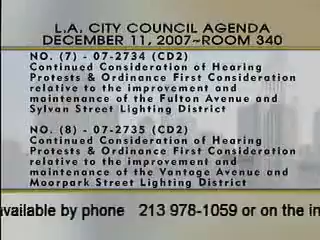 L.A. CITY COUNCIL AGENDA
DECEMBER 11, 2007~ROOM 340
NO. (7) - 07-2734 (CD2)
Continued Consideration of Hearing
Protests & Ordinance First Consideration
relative to the improvement and
maintenance of the Fulton Avenue and
Sylvan Street Lighting District
NO. (8) - 07-2735 (CD2)
Continued Consideration of Hearing
Protests & Ordinance First Consideration
relative to the improvement and
maintenance of the Vantage Avenue and
Moorpark Street Lighting District
available by phone 213 978-1059 or on the in